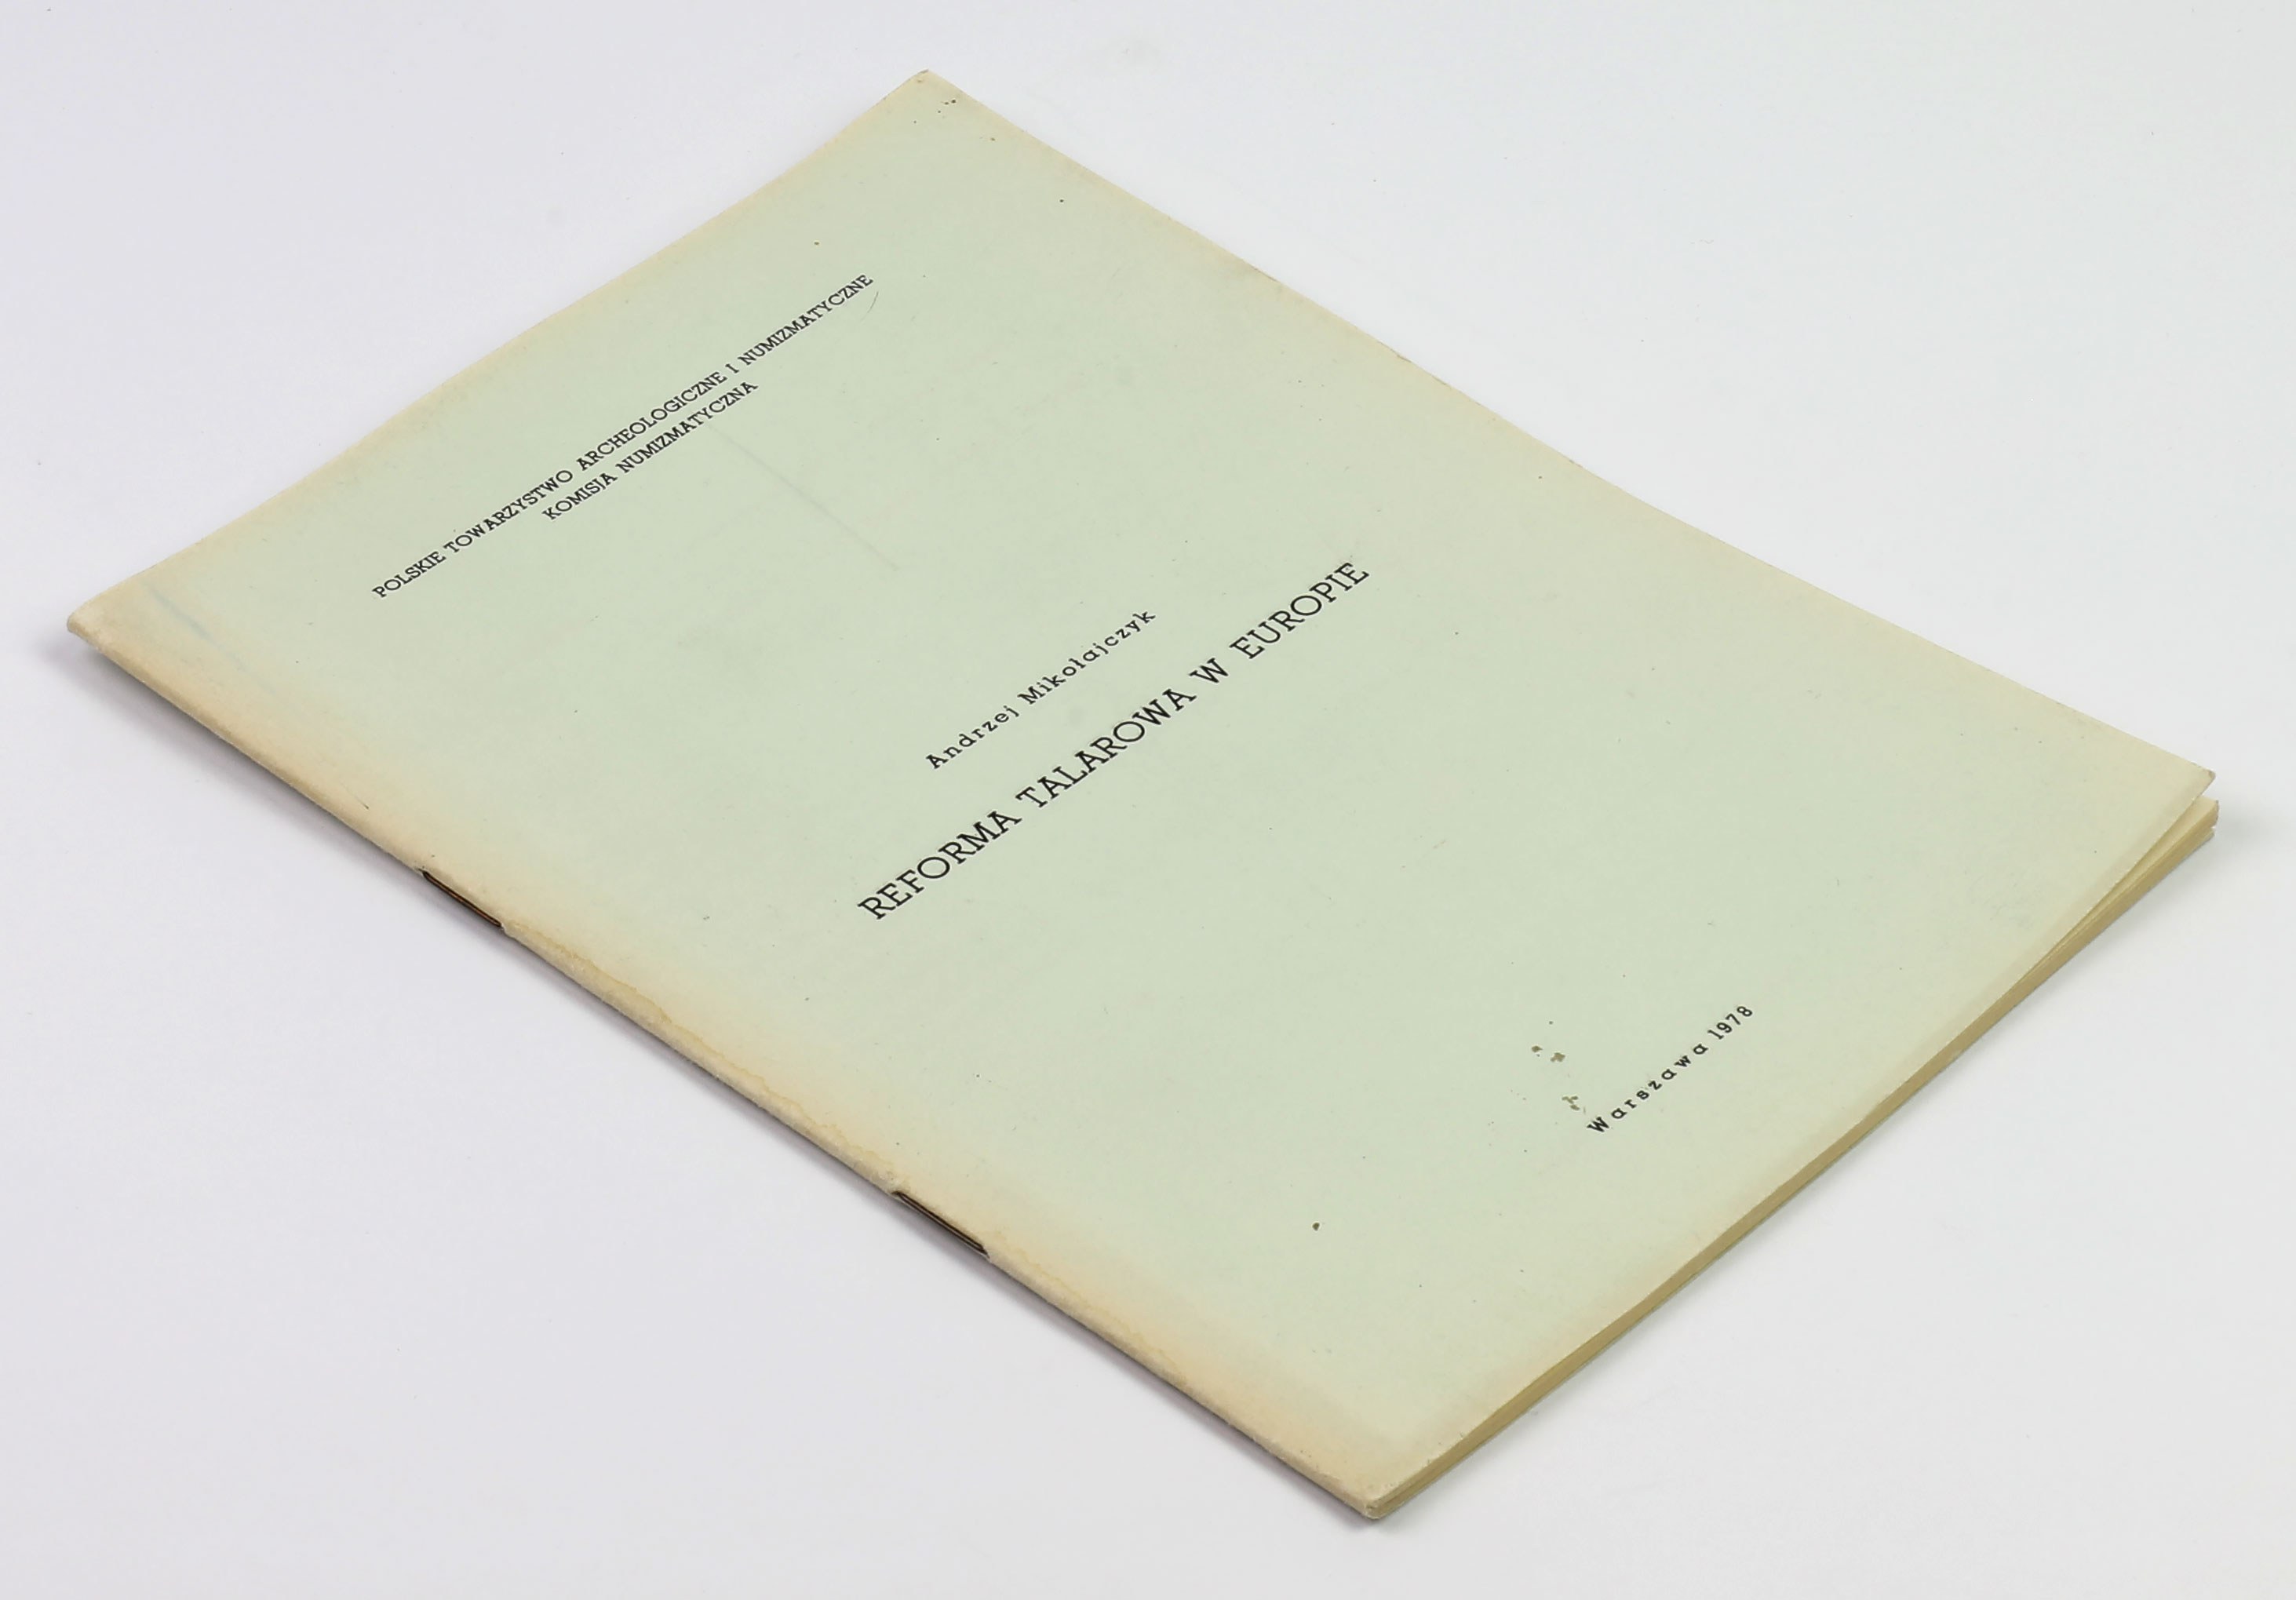 POLSKIE TOWARZYSTWO ARCHEOLOGICZNE I NUMIZMATYCZNE
KOMISJA NUMIZMATYCZNA
Andrzej Mikołajczyk
REFORMA TALAROWA W EUROPIE
Warszawa 1978